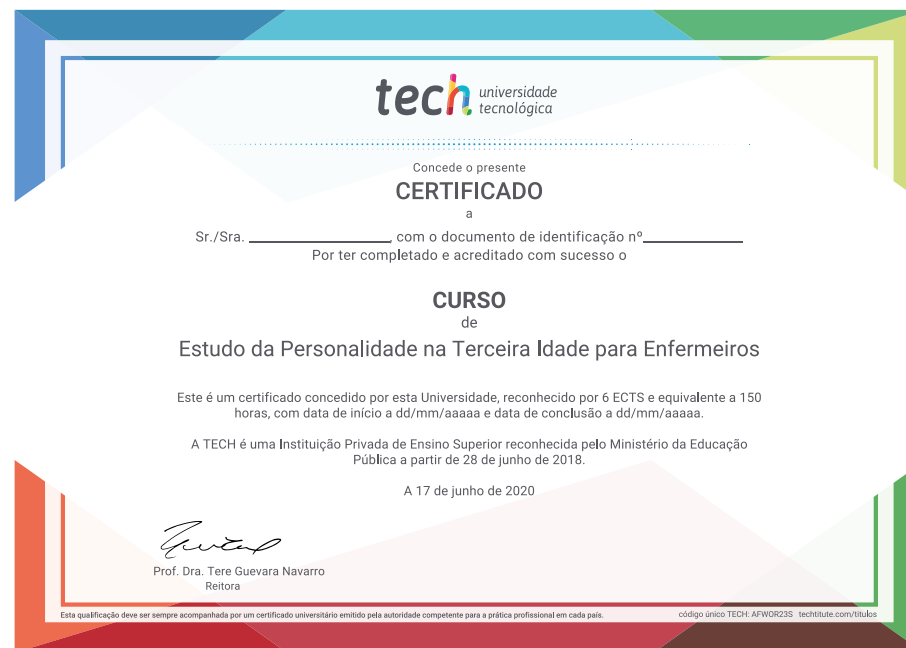 tech universidade
tecnológica
Concede o presente
CERTIFICADO
a
Sr./Sra. ______________, com o documento de identificação nº__________
Por ter completado e acreditado com sucesso o
CURSO
de
Estudo da Personalidade na Terceira Idade para Enfermeiros
Este é um certificado concedido por esta Universidade, reconhecido por 6 ECTS e equivalente a 150
horas, com data de início a dd/mm/aaaaa e data de conclusão a dd/mm/aaaaa.
A TECH é uma Instituição Privada de Ensino Superior reconhecida pelo Ministério da Educação
Pública a partir de 28 de junho de 2018.
A 17 de junho de 2020
Prof. Dra. Tere Guevara Navarro
Reitora
Esta qualificação deve ser sempre acompanhada por um certificado universitário emitido pela autoridade competente para a prática profissional em cada país.
código único TECH: AFWOR23S techtitute.com/titulos